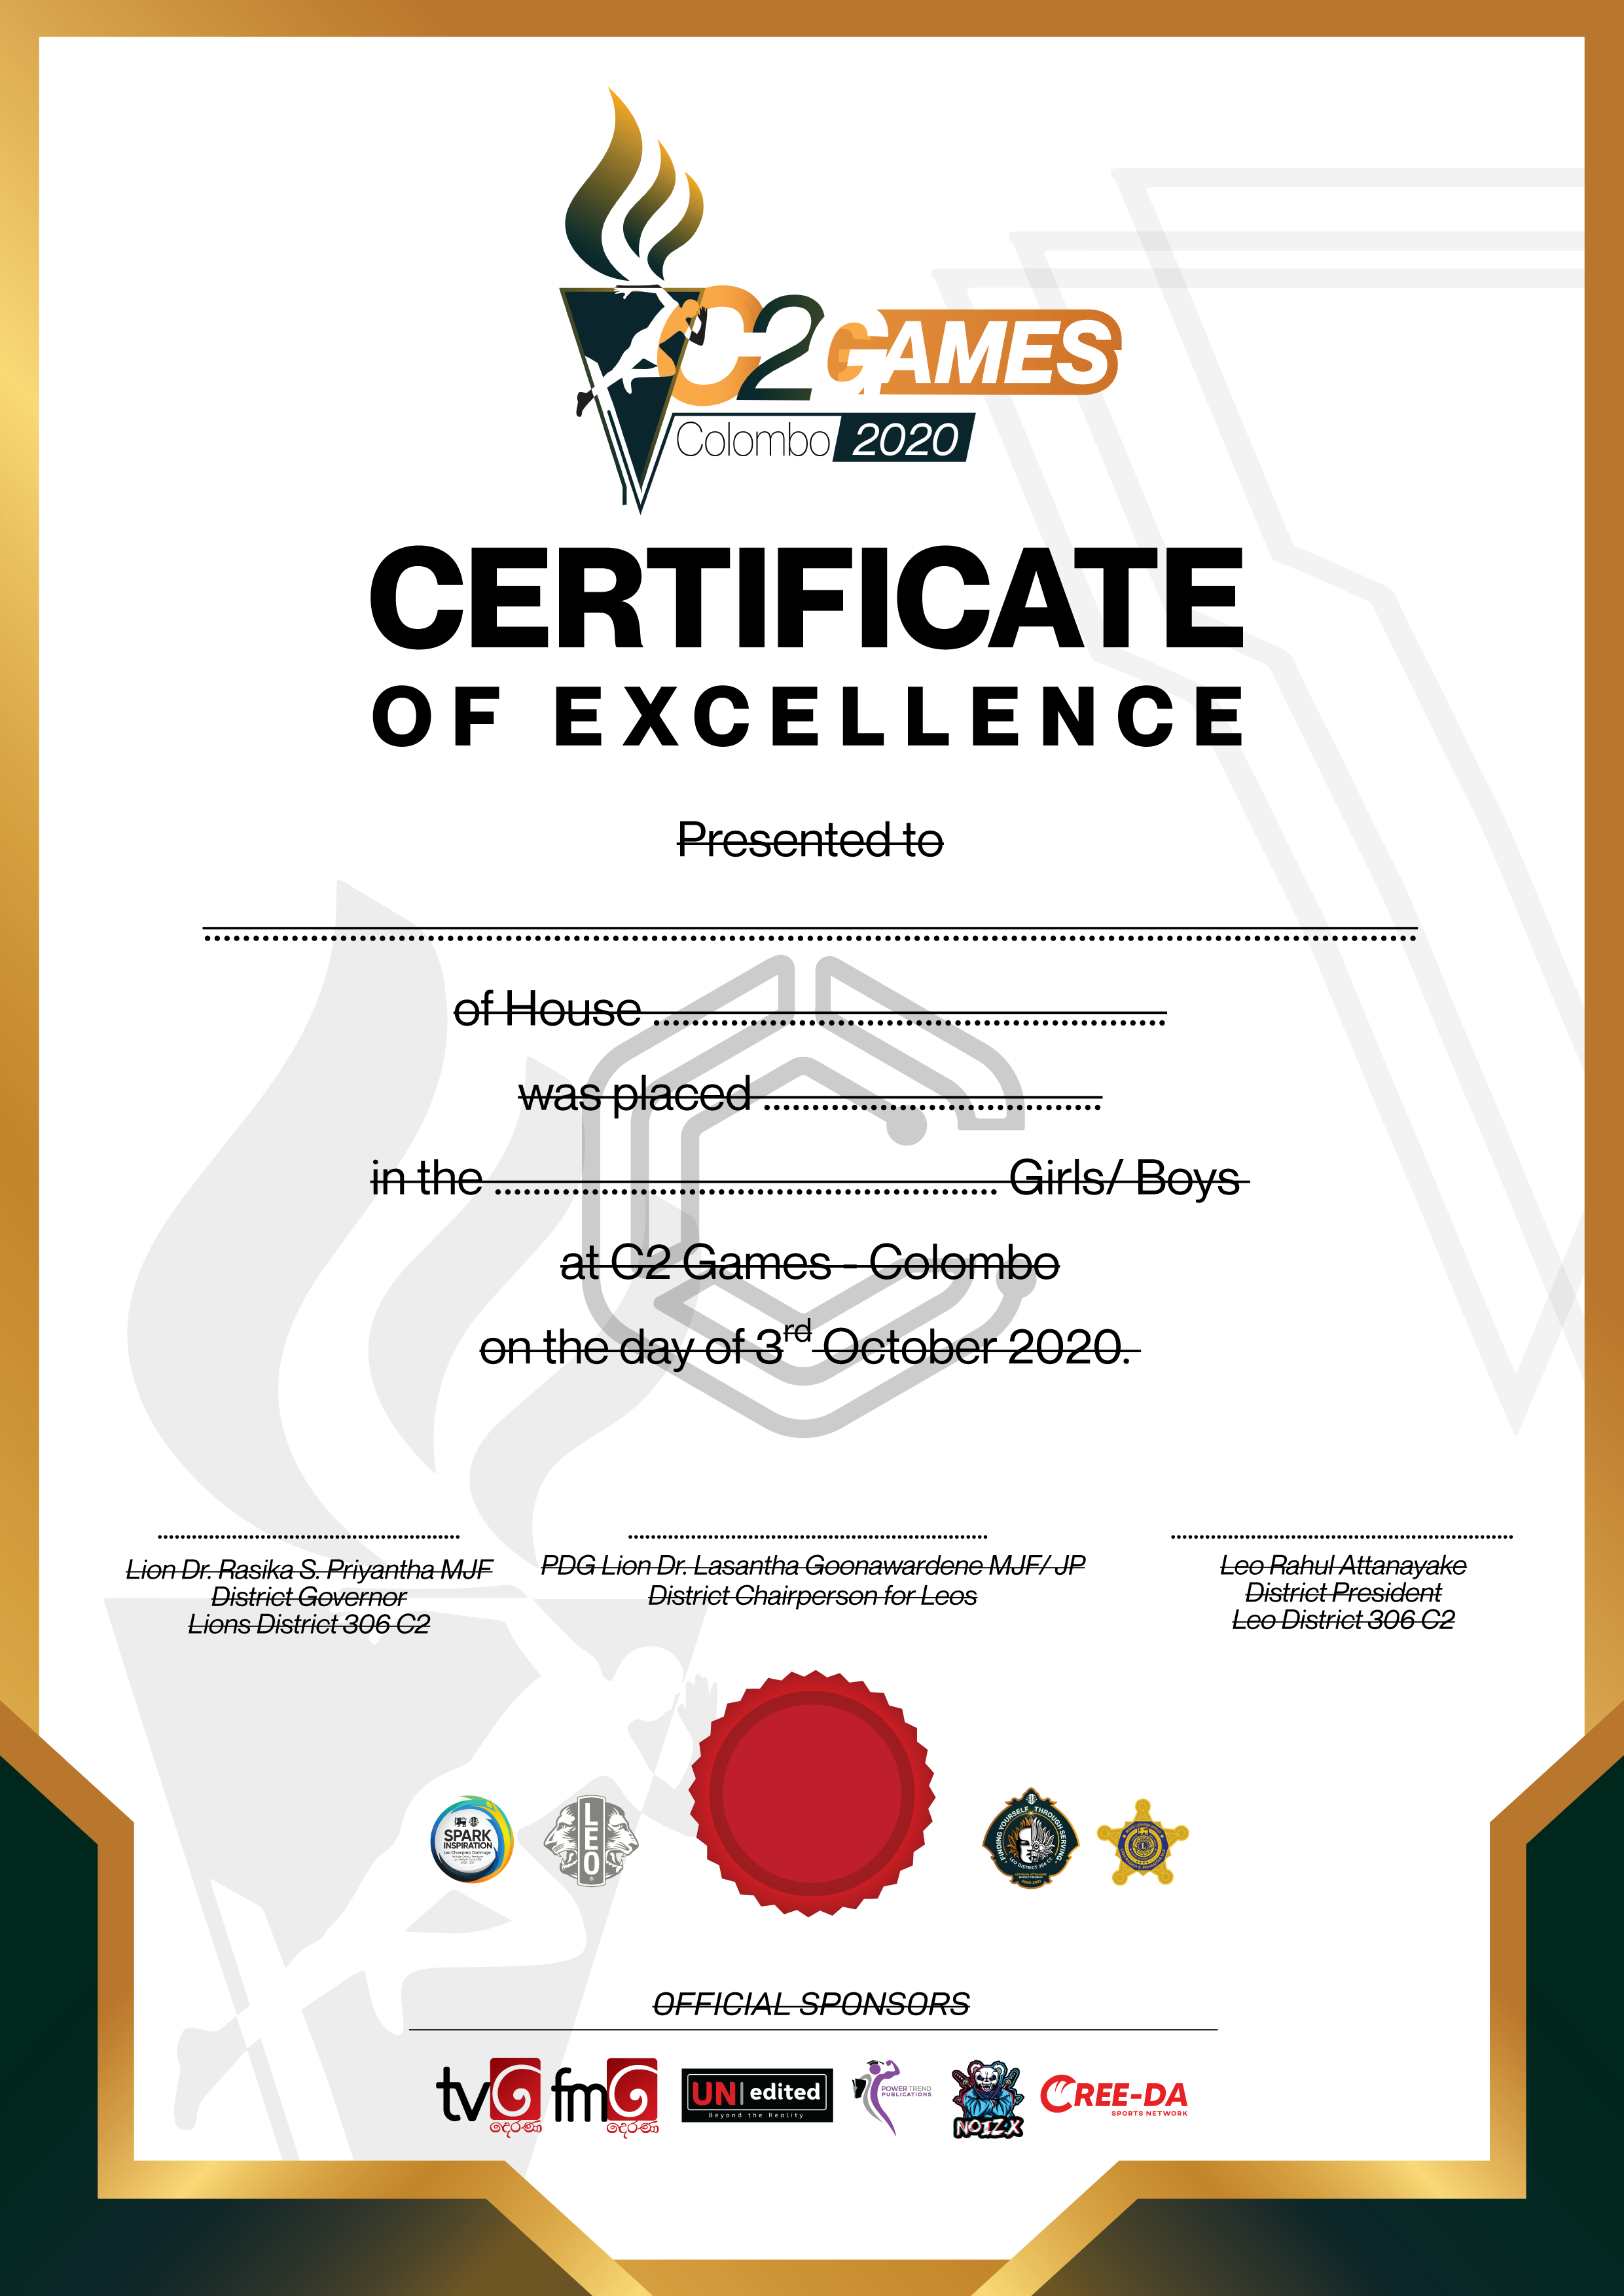 C2GAMES
Colombo 2020
CERTIFICATE
OF EXCELLENCE
Presented to
....................................................................................................
of House .....................................................
was placed ...................................
in the .................................................... Girls/ Boys
at C2 Games - Colombo
on the day of 3rd October 2020.
Lion Dr. Rasika S. Priyantha MJF
District Governor
Lions District 306 C2
PDG Lion Dr. Lasantha Goonawardene MJF/ JP
District Chairperson for Leos
Leo Rahul Attanayake
District President
Leo District 306 C2
SPARK
INSPIRATION
LEO
FINDING YOURSELF THROUGH SERVING
LEO DISTRICT 306 C2
OFFICIAL SPONSORS
tv
දෙරණ
fm
දෙරණ
UN edited
Beyond the Reality
POWER TREND
PUBLICATIONS
NOIZX
CREE-DA
SPORTS NETWORK